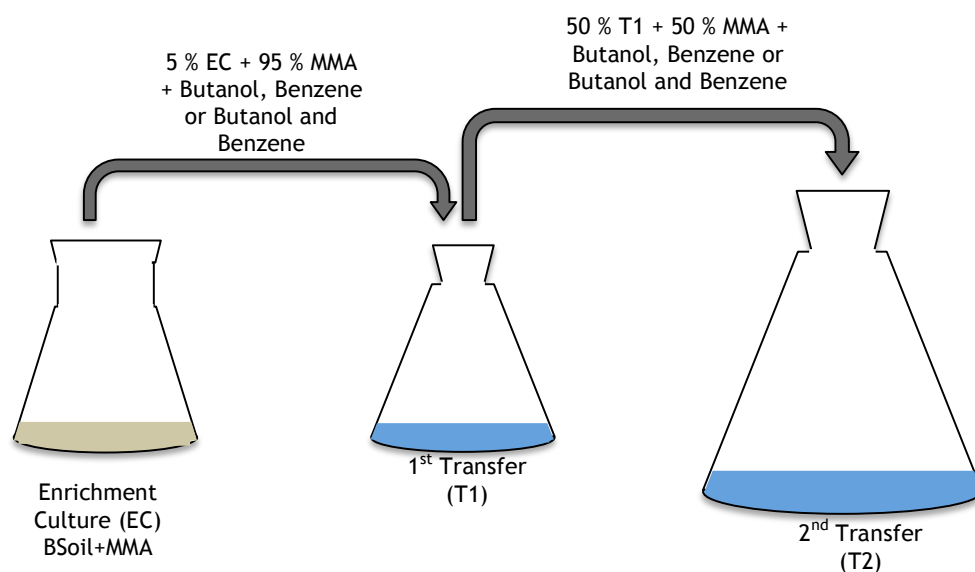 5 % EC + 95 % MMA
+ Butanol, Benzene
or Butanol and
Benzene
50 % T1 + 50 % MMA +
Butanol, Benzene or
Butanol and Benzene
Enrichment
Culture (EC)
BSoil+MMA
1st Transfer
(T1)
2nd Transfer
(T2)